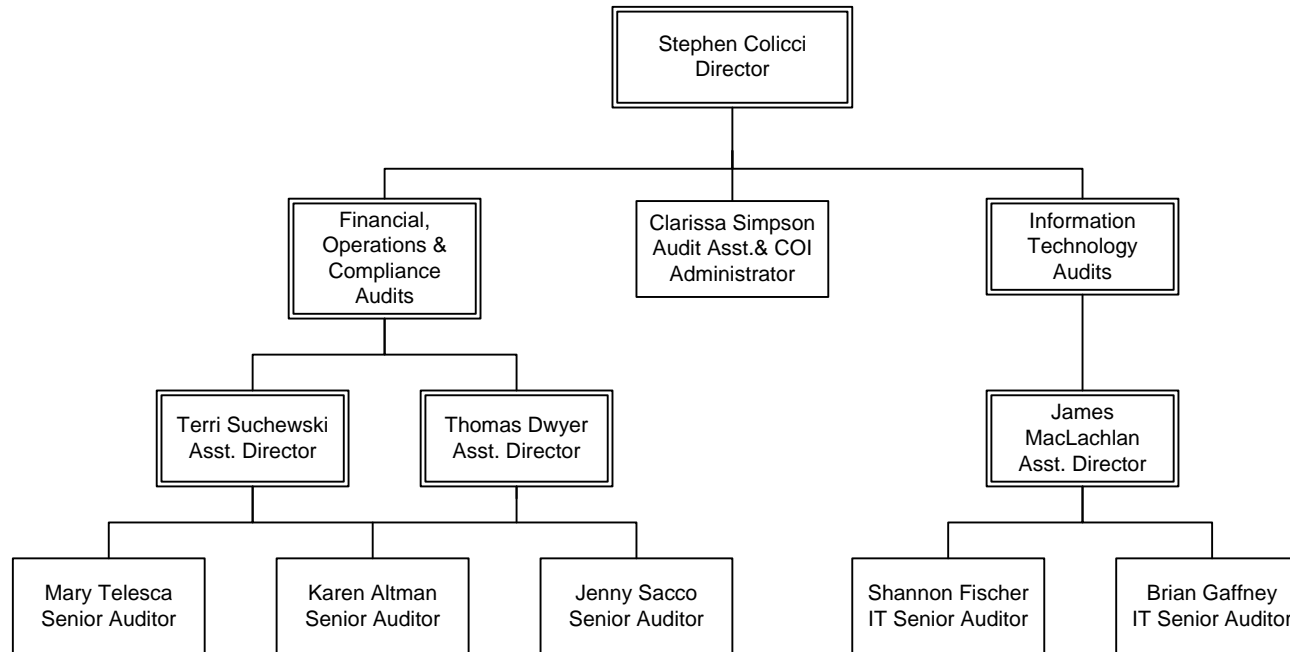 Stephen Colicci
Director
Financial,
Operations &
Compliance
Audits
Clarissa Simpson
Audit Asst.& COI
Administrator
Information
Technology
Audits
Terri Suchewski
Asst. Director
Thomas Dwyer
Asst. Director
James
MacLachlan
Asst. Director
Mary Telesca
Senior Auditor
Karen Altman
Senior Auditor
Jenny Sacco
Senior Auditor
Shannon Fischer
IT Senior Auditor
Brian Gaffney
IT Senior Auditor